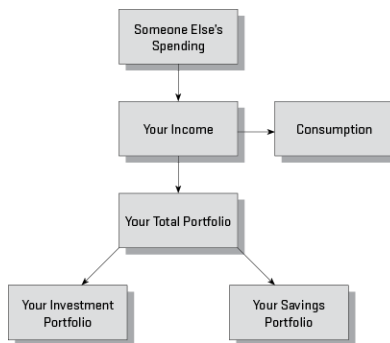 Someone Else's
Spending
Your Income
Consumption
Your Total Portfolio
Your Investment
Portfolio
Your Savings
Portfolio